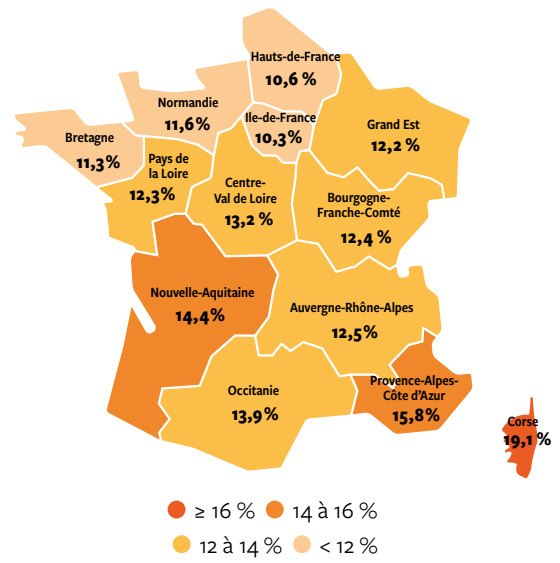 Hauts-de-France
10,6 %
Normandie
11,6%
Ile-de-France
10,3%
Grand Est
12,2 %
Bretagne
11,3%
Pays de
la Loire
12,3%
Centre-
Val de Loire
13,2 %
Bourgogne-
Franche-Comté
12,4 %
Nouvelle-Aquitaine
14,4%
Auvergne-Rhône-Alpes
12,5%
Occitanie
13,9%
Provence-Alpes-
Côte d'Azur
15,8%
Corse
19,1 %
≥ 16 % 14 à 16 %
12 à 14 % < 12 %